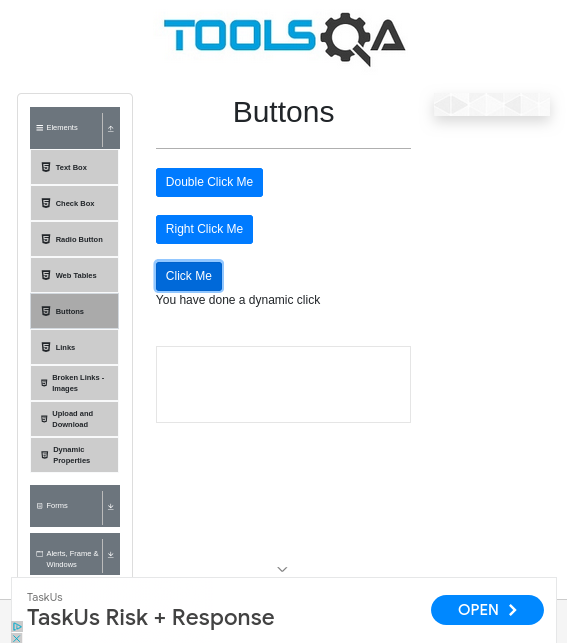 TOOLSQA
Buttons
Elements
Text Box
Check Box
Radio Button
Web Tables
Buttons
Links
Broken Links -
Images
Upload and
Download
Dynamic
Properties
Forms
Alerts, Frame &
Windows
Double Click Me
Right Click Me
Click Me
You have done a dynamic click
TaskUs
TaskUs Risk + Response
OPEN